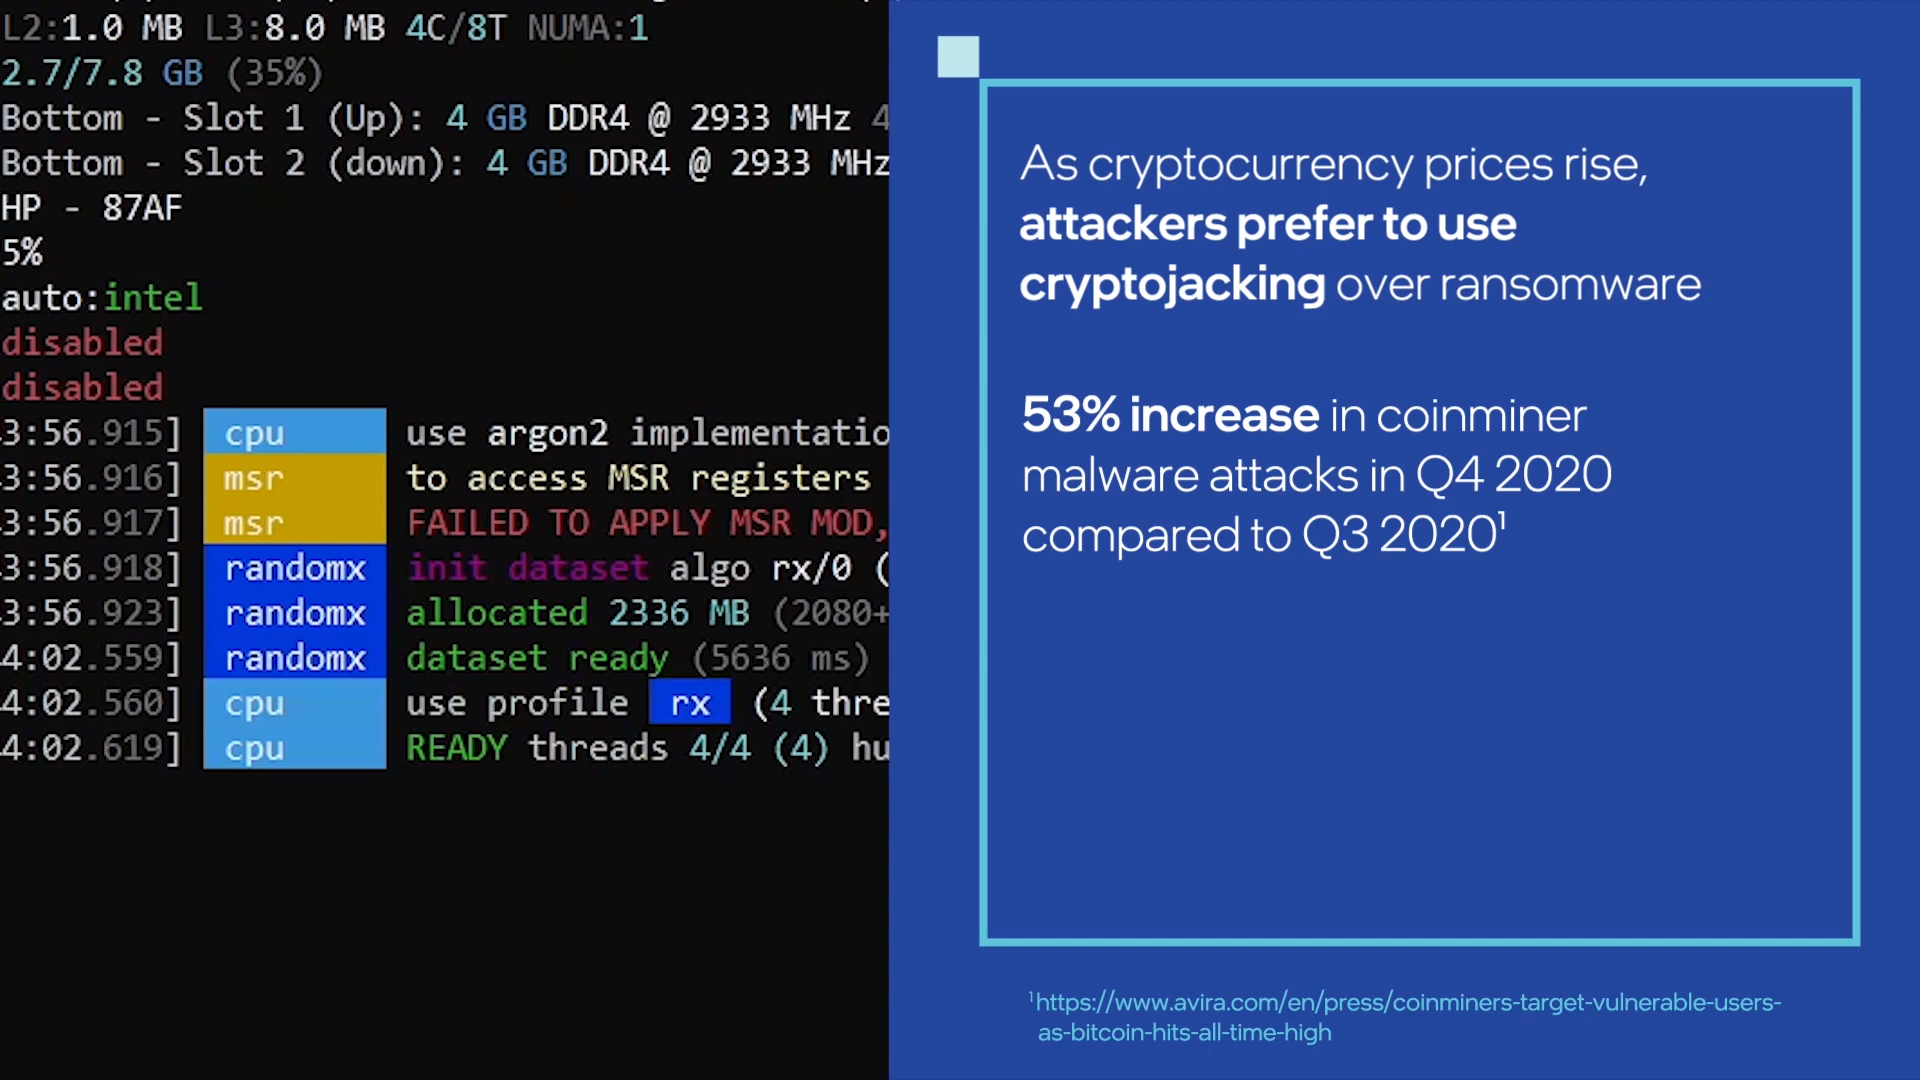 L2:1.0 MB L3:8.0 MB 4C/8T NUMA:1
2.7/7.8 GB (35%)
Bottom - Slot 1 (Up): 4 GB DDR4 @ 2933 MHz 4
Bottom - Slot 2 (down): 4 GB DDR4 @ 2933 MHz
HP - 87AF
5%
auto:intel
disabled
disabled
3:56.915] cpu use argon2 implementatio
3:56.916] msr to access MSR registers
3:56.917] msr FAILED TO APPLY MSR MOD,
3:56.918] randomx init dataset algo rx/0 (
3:56.923] randomx allocated 2336 MB (2080+
4:02.559] randomx dataset ready (5636 ms)
4:02.560] cpu use profile rx (4 thre
4:02.619] cpu READY threads 4/4 (4) hu
As cryptocurrency prices rise,
attackers prefer to use
cryptojacking over ransomware
53% increase in coinminer
malware attacks in Q4 2020
compared to Q3 2020¹
¹https://www.avira.com/en/press/coinminers-target-vulnerable-users-
as-bitcoin-hits-all-time-high